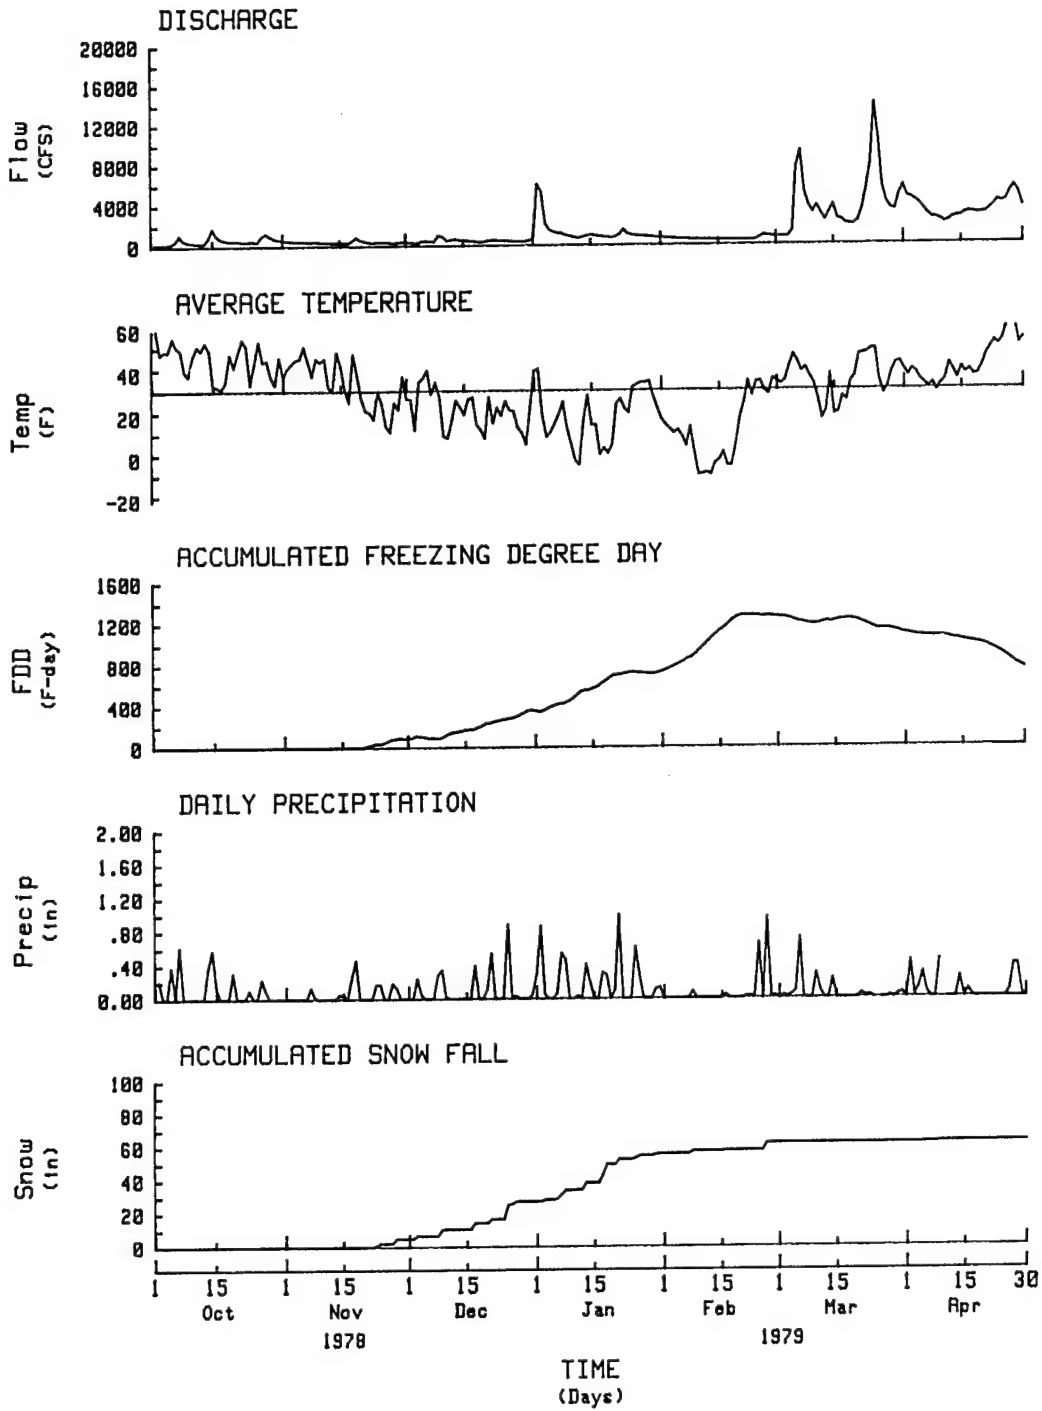 DISCHARGE
20000
16000
12000
8000
4000
0
Flow
(CFS)
AVERAGE TEMPERATURE
60
40
20
0
-20
Temp
(F)
ACCUMULATED FREEZING DEGREE DAY
1600
1200
800
400
0
FDD
(F-day)
DAILY PRECIPITATION
2.00
1.60
1.20
.80
.40
0.00
Precip
(in)
ACCUMULATED SNOW FALL
100
80
60
40
20
0
Snow
(in)
1 15 1 15 1 15 1 15 1 15 1 15 1 15 30
Oct Nov Dec Jan Feb Mar Apr
1978 1979
TIME
(Days)